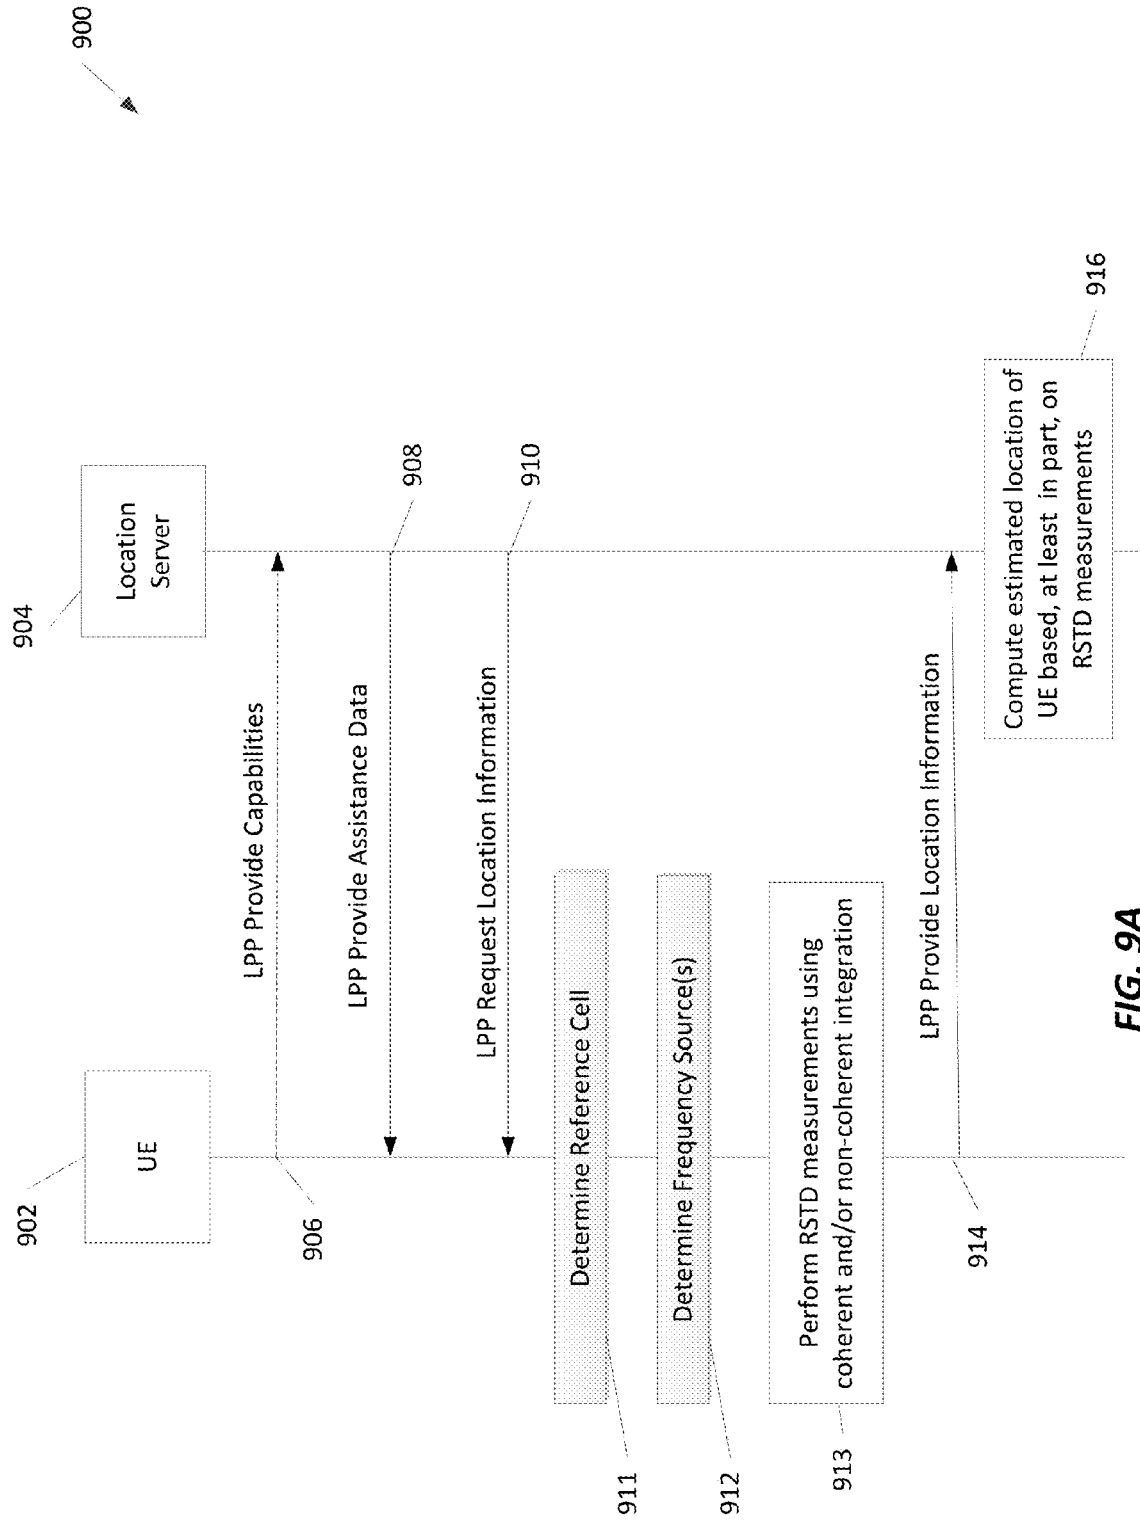 900
902
904
UE
Location
Server
LPP Provide Capabilities
906
LPP Provide Assistance Data
908
LPP Request Location Information
910
Determine Reference Cell
911
Determine Frequency Source(s)
912
Perform RSTD measurements using
coherent and/or non-coherent integration
913
LPP Provide Location Information
914
Compute estimated location of
UE based, at least in part, on
RSTD measurements
916
FIG. 9A